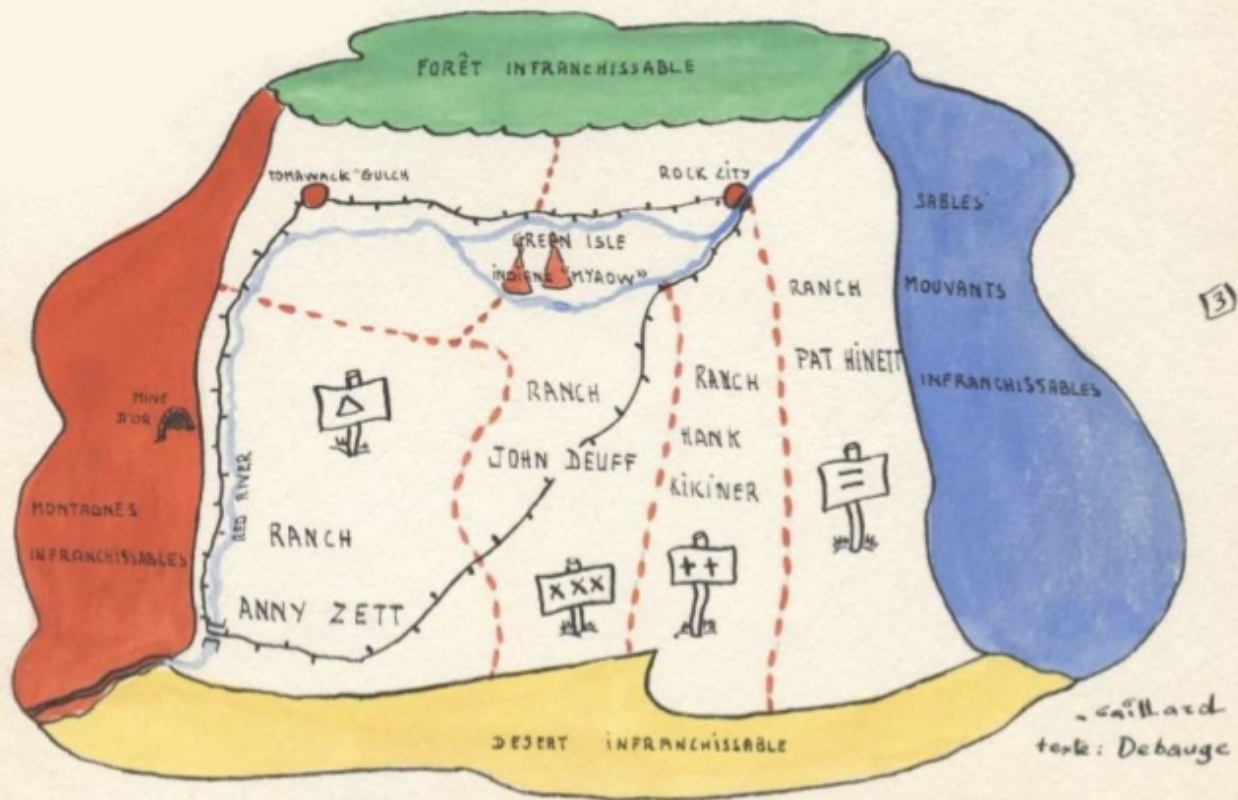 FORÊT INFRANCHISSABLE
TOMAWACK "GULCH
ROCK CITY
GREEN ISLE
INDIENS "MYAOW"
SABLES
MOUVANTS
INFRANCHISSABLES
RANCH
PAT HINETT
=
3
MINE
D'OR
RED RIVER
MONTAGNES
INFRANCHISSABLES
△
RANCH
ANNY ZETT
RANCH
JOHN DEUFF
XXX
RANCH
HANK
KIKINER
++
DESERT INFRANCHISSABLE
texte: Debauge